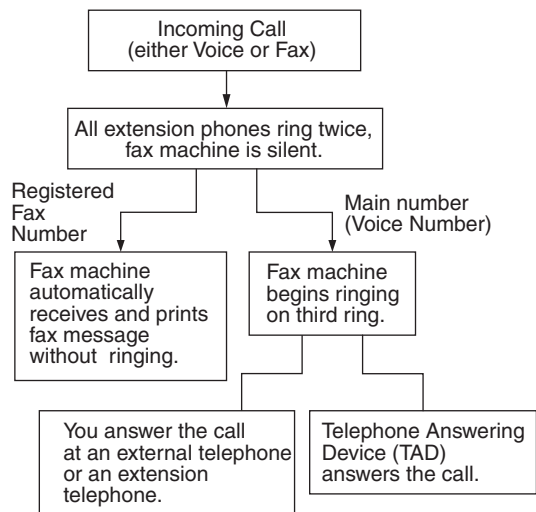 Incoming Call
(either Voice or Fax)
All extension phones ring twice,
fax machine is silent.
Registered
Fax
Number
Main number
(Voice Number)
Fax machine
automatically
receives and prints
fax message
without ringing.
Fax machine
begins ringing
on third ring.
You answer the call
at an external telephone
or an extension
telephone.
Telephone Answering
Device (TAD)
answers the call.